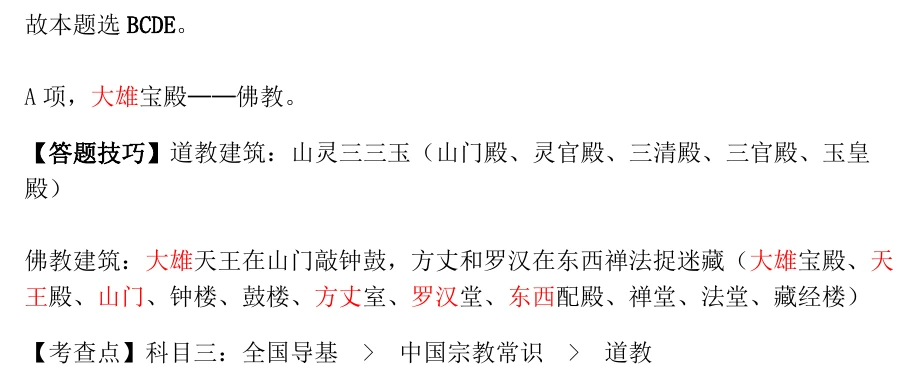 故本题选 BCDE。
A 项，大雄宝殿——佛教。
【答题技巧】道教建筑：山灵三三玉（山门殿、灵官殿、三清殿、三官殿、玉皇
殿）
佛教建筑：大雄天王在山门敲钟鼓，方丈和罗汉在东西禅法捉迷藏（大雄宝殿、天
王殿、山门、钟楼、鼓楼、方丈室、罗汉堂、东西配殿、禅堂、法堂、藏经楼）
【考查点】科目三：全国导基 > 中国宗教常识 > 道教